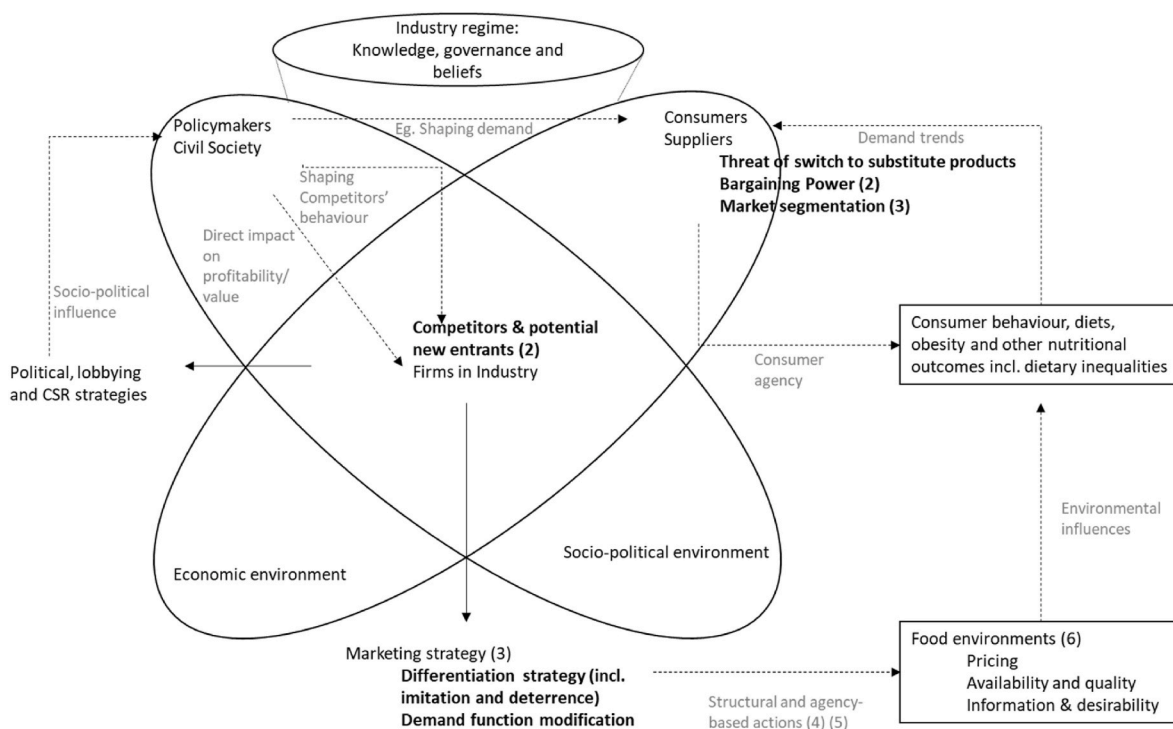 Industry regime:
Knowledge, governance and
beliefs
Policymakers
Civil Society
Eg. Shaping demand
Consumers
Suppliers
Demand trends
Threat of switch to substitute products
Bargaining Power (2)
Market segmentation (3)
Shaping
Competitors'
behaviour
Direct impact
on
profitability/
value
Socio-political
influence
Competitors & potential
new entrants (2)
Firms in Industry
Political, lobbying
and CSR strategies
Consumer
agency
Consumer behaviour, diets,
obesity and other nutritional
outcomes incl. dietary inequalities
Environmental
influences
Economic environment
Socio-political environment
Marketing strategy (3)
Differentiation strategy (incl.
imitation and deterrence)
Demand function modification
Structural and agency-
based actions (4) (5)
Food environments (6)
Pricing
Availability and quality
Information & desirability